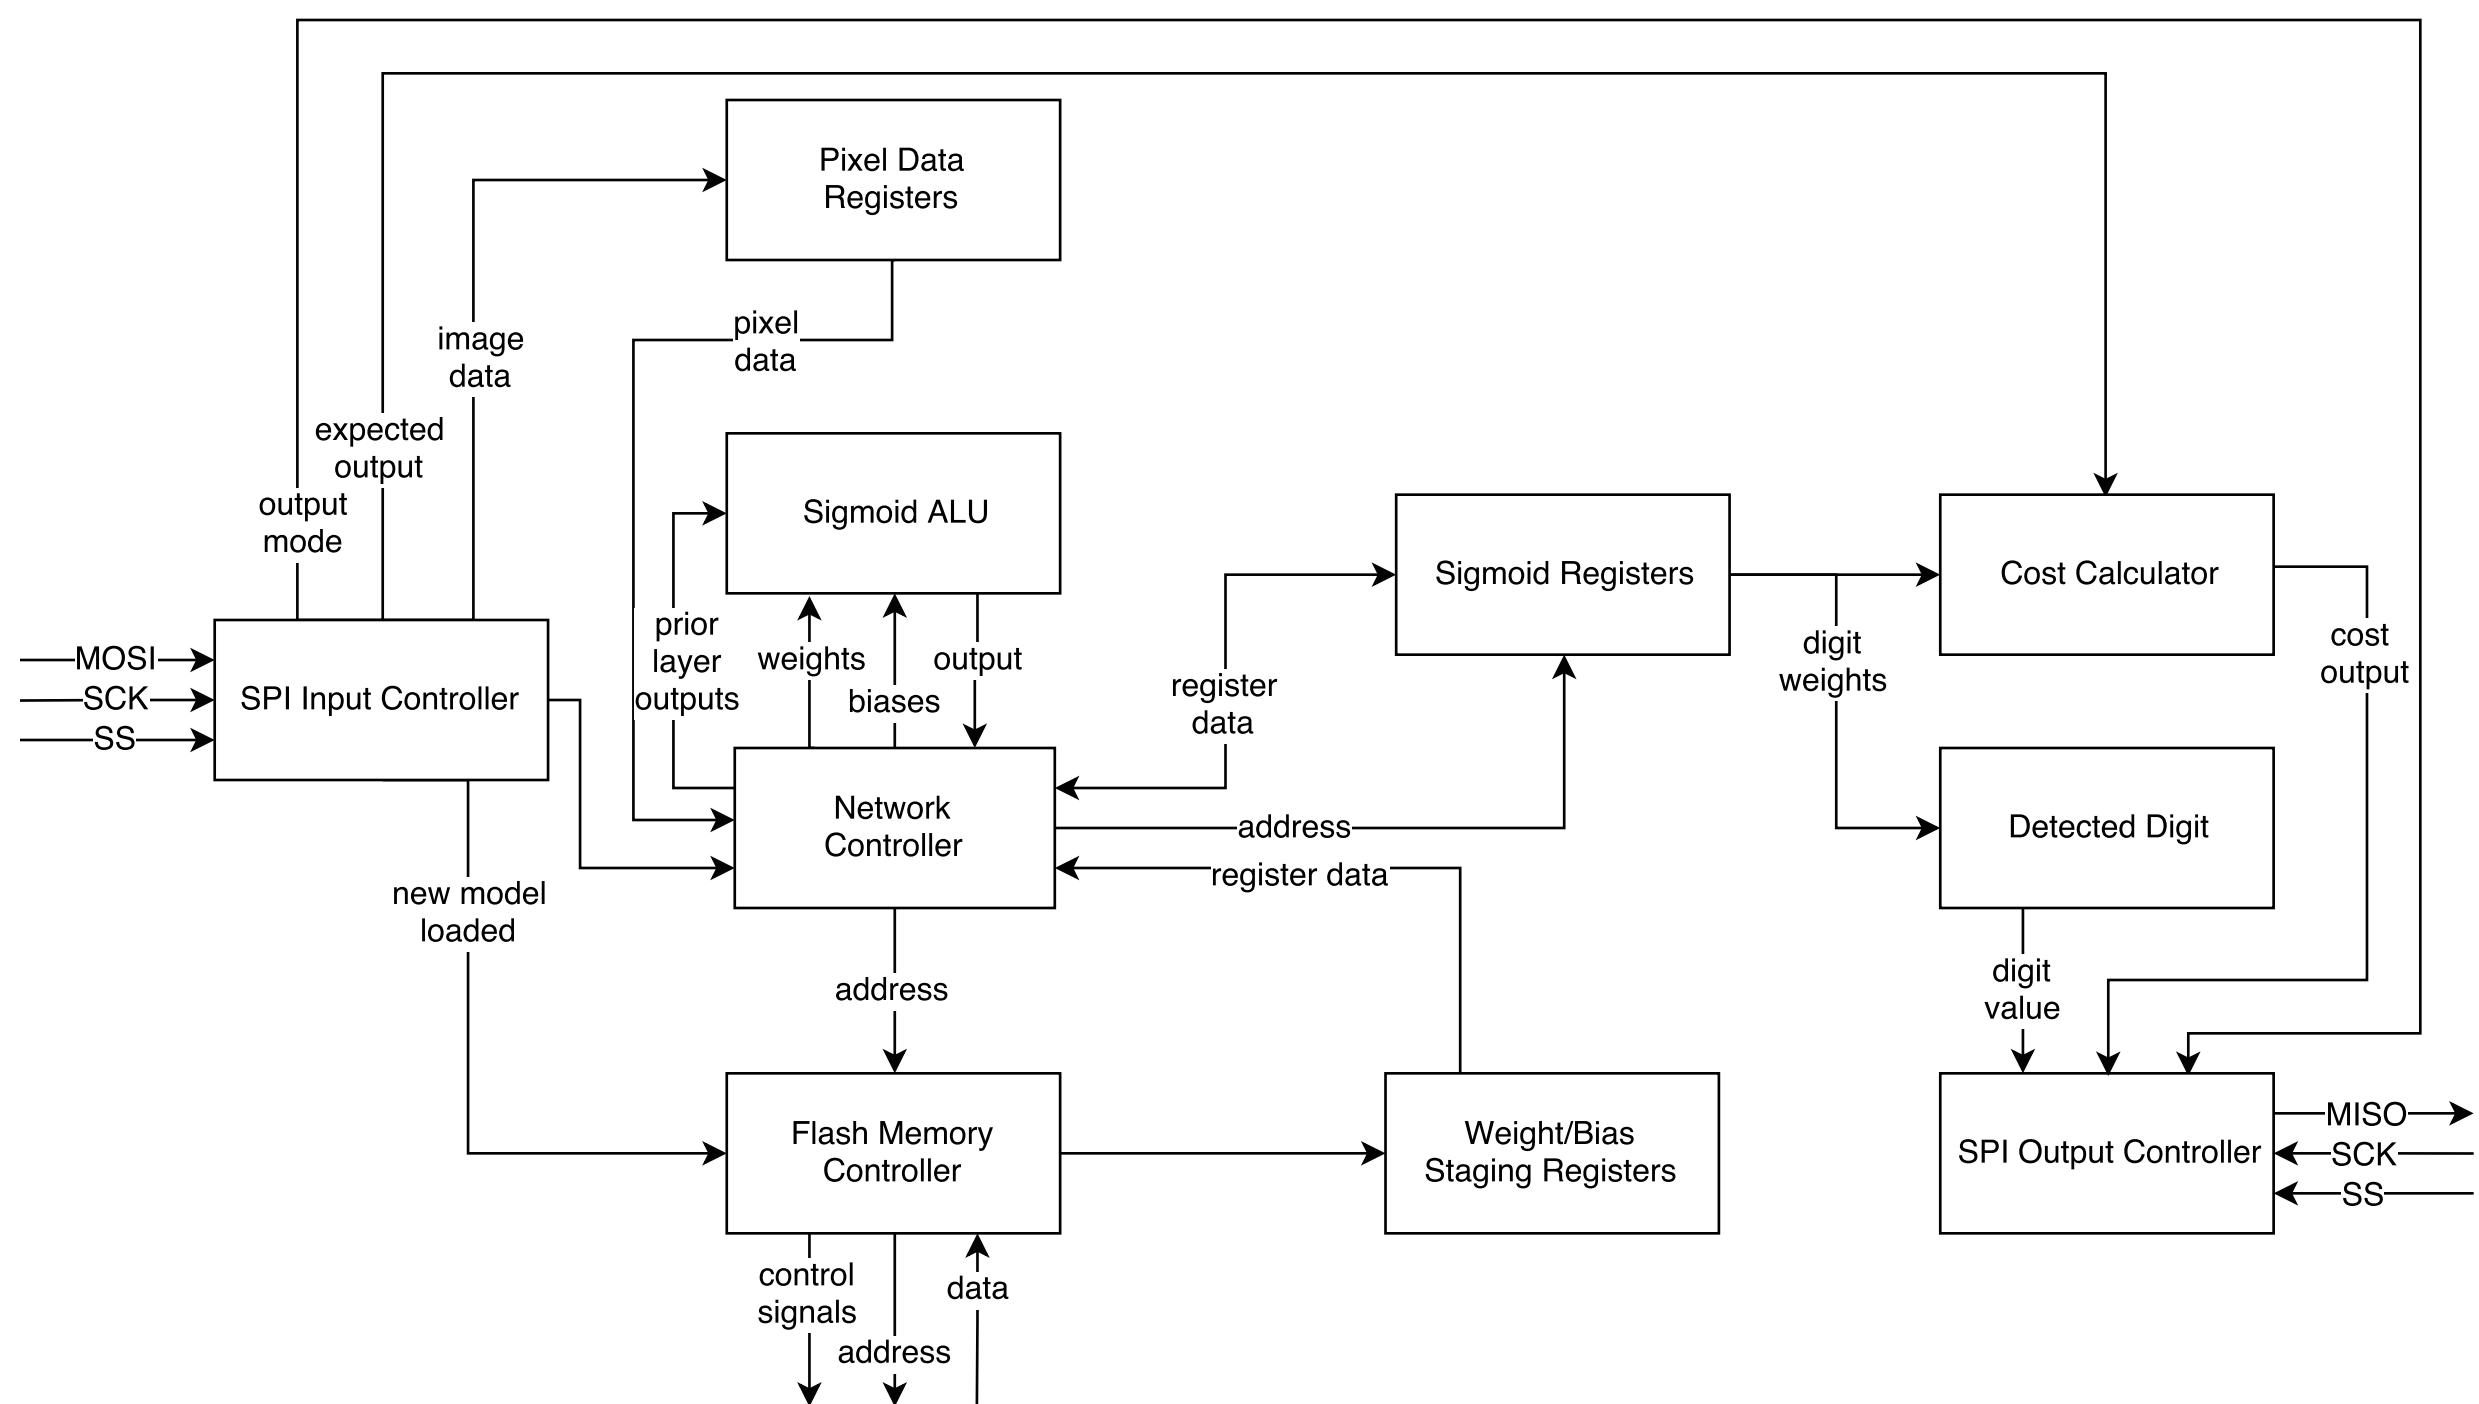 Pixel Data
Registers
image
data
pixel
data
expected
output
output
mode
Sigmoid ALU
Sigmoid Registers
Cost Calculator
prior
layer
outputs
weights
biases
output
digit
weights
cost
output
MOSI
SCK
SS
SPI Input Controller
register
data
Network
Controller
address
register data
Detected Digit
new model
loaded
address
digit
value
Flash Memory
Controller
Weight/Bias
Staging Registers
SPI Output Controller
MISO
SCK
SS
control
signals
address
data